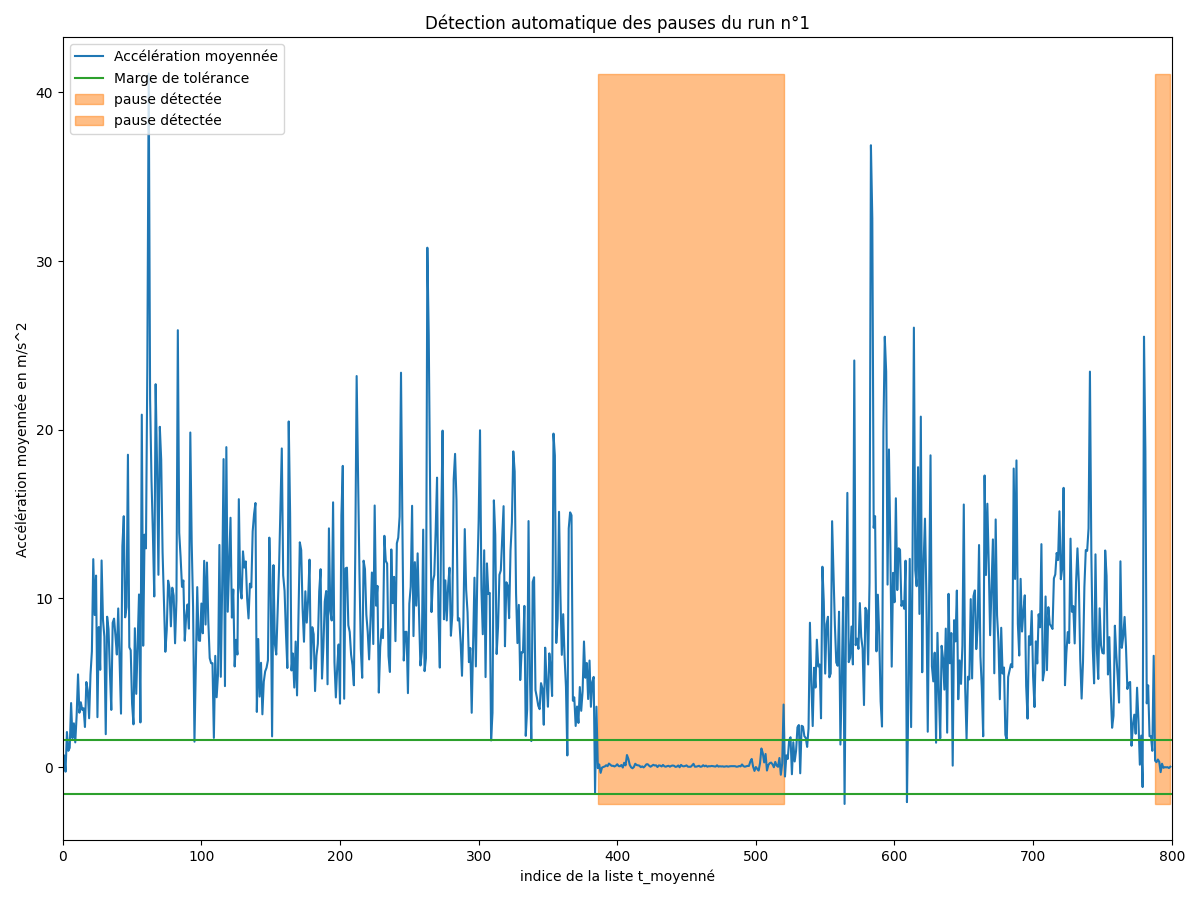 Détection automatique des pauses du run n°1
Accélération moyennée
Marge de tolérance
pause détectée
pause détectée
Accélération moyennée en m/s^2
40
30
20
10
0
0 100 200 300 400 500 600 700 800
indice de la liste t_moyenné